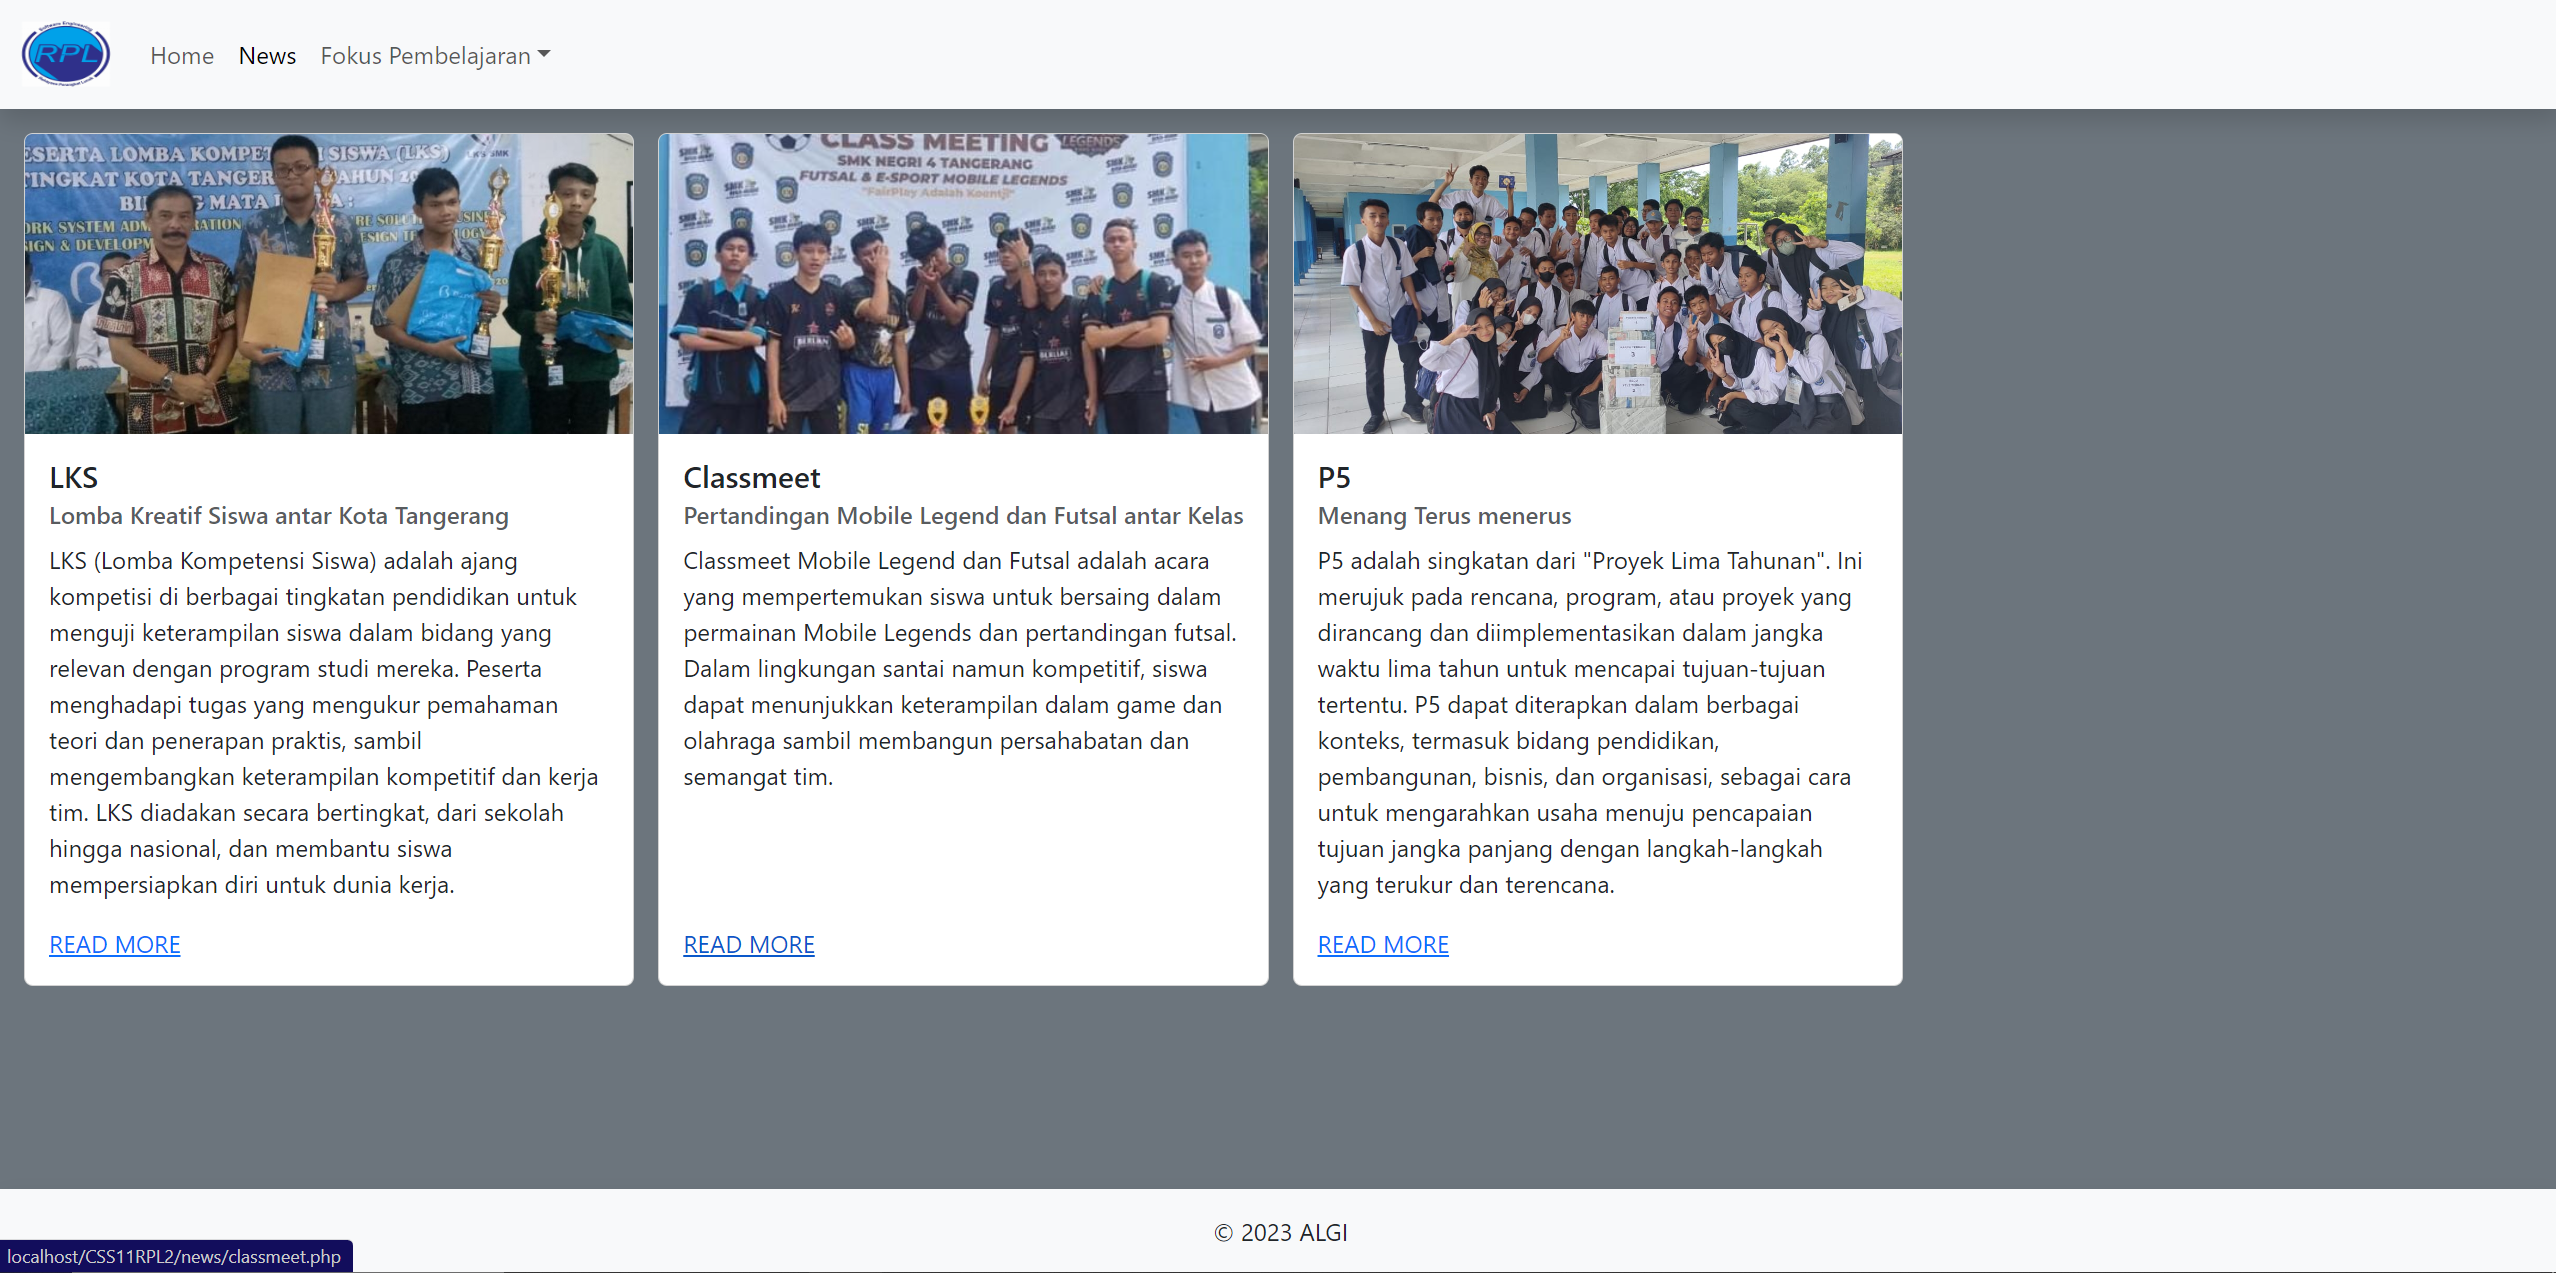 Software Engineering
RPL
Home
News
Fokus Pembelajaran
ESERTA LOMBA KOMPE SISWA (LKS)
LKS SMK
TINGKAT KOTA TANGER TAHUN 20
BI G MATA
ORK SYSTEM ADM RATION
SIGN & DEVELOPM
CLASS MEETING
LEGENDS
SMK NEGRI 4 TANGERANG
FUTSAL & E-SPORT MOBILE LEGENDS
"FairPlay Adalah Koentji"
LKS
Lomba Kreatif Siswa antar Kota Tangerang
LKS (Lomba Kompetensi Siswa) adalah ajang
kompetisi di berbagai tingkatan pendidikan untuk
menguji keterampilan siswa dalam bidang yang
relevan dengan program studi mereka. Peserta
menghadapi tugas yang mengukur pemahaman
teori dan penerapan praktis, sambil
mengembangkan keterampilan kompetitif dan kerja
tim. LKS diadakan secara bertingkat, dari sekolah
hingga nasional, dan membantu siswa
mempersiapkan diri untuk dunia kerja.
READ MORE
Classmeet
Pertandingan Mobile Legend dan Futsal antar Kelas
Classmeet Mobile Legend dan Futsal adalah acara
yang mempertemukan siswa untuk bersaing dalam
permainan Mobile Legends dan pertandingan futsal.
Dalam lingkungan santai namun kompetitif, siswa
dapat menunjukkan keterampilan dalam game dan
olahraga sambil membangun persahabatan dan
semangat tim.
READ MORE
P5
Menang Terus menerus
P5 adalah singkatan dari "Proyek Lima Tahunan". Ini
merujuk pada rencana, program, atau proyek yang
dirancang dan diimplementasikan dalam jangka
waktu lima tahun untuk mencapai tujuan-tujuan
tertentu. P5 dapat diterapkan dalam berbagai
konteks, termasuk bidang pendidikan,
pembangunan, bisnis, dan organisasi, sebagai cara
untuk mengarahkan usaha menuju pencapaian
tujuan jangka panjang dengan langkah-langkah
yang terukur dan terencana.
READ MORE
© 2023 ALGI
localhost/CSS11RPL2/news/classmeet.php